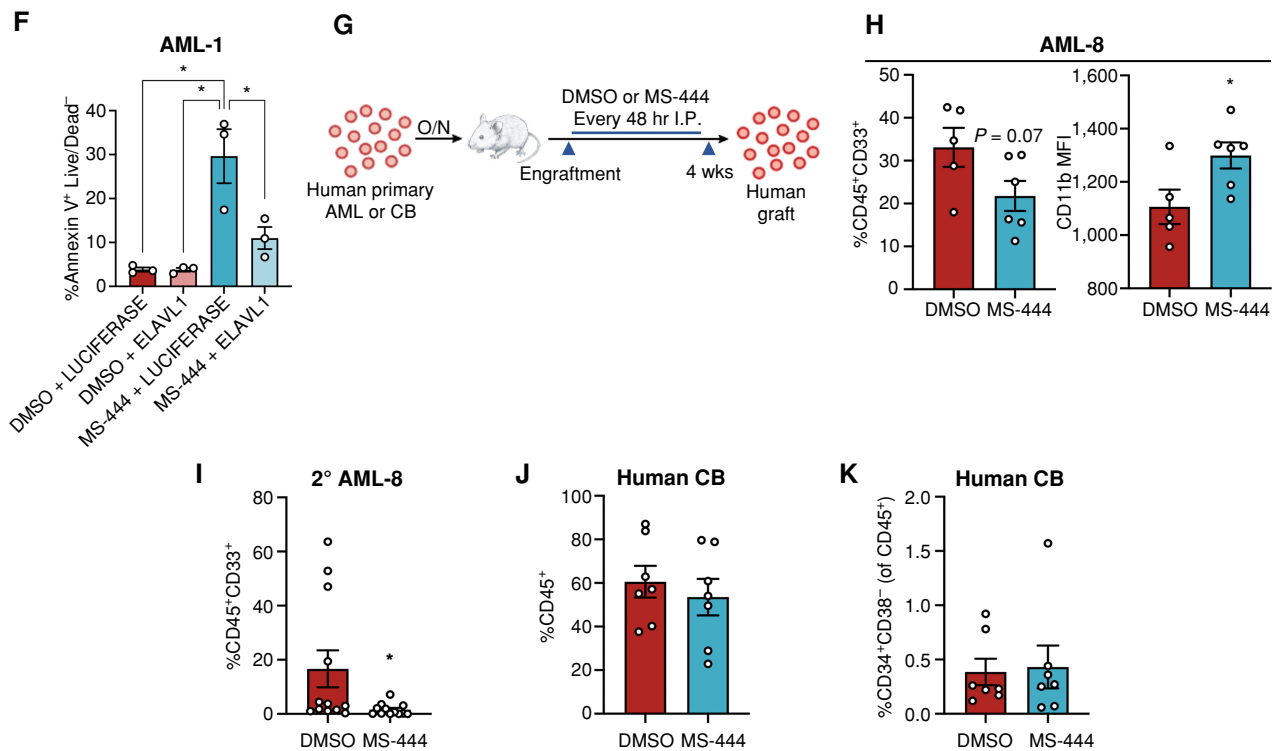 F
AML-1
*
* *
%Annexin V⁺ Live/Dead⁻
40
30
20
10
0
DMSO + LUCIFERASE
DMSO + ELAVL1
MS-444 + LUCIFERASE
MS-444 + ELAVL1
G
Human primary
AML or CB
O/N
DMSO or MS-444
Every 48 hr I.P.
Engraftment
4 wks
Human
graft
H
AML-8
%CD45⁺CD33⁺
50
40
30
20
10
0
P = 0.07
DMSO MS-444
CD11b MFI
1,600
1,400
1,200
1,000
800
*
DMSO MS-444
I
2° AML-8
%CD45⁺CD33⁺
80
60
40
20
0
*
DMSO MS-444
J
Human CB
%CD45⁺
100
80
60
40
20
0
DMSO MS-444
K
Human CB
%CD34⁺CD38⁻ (of CD45⁺)
2.0
1.5
1.0
0.5
0.0
DMSO MS-444